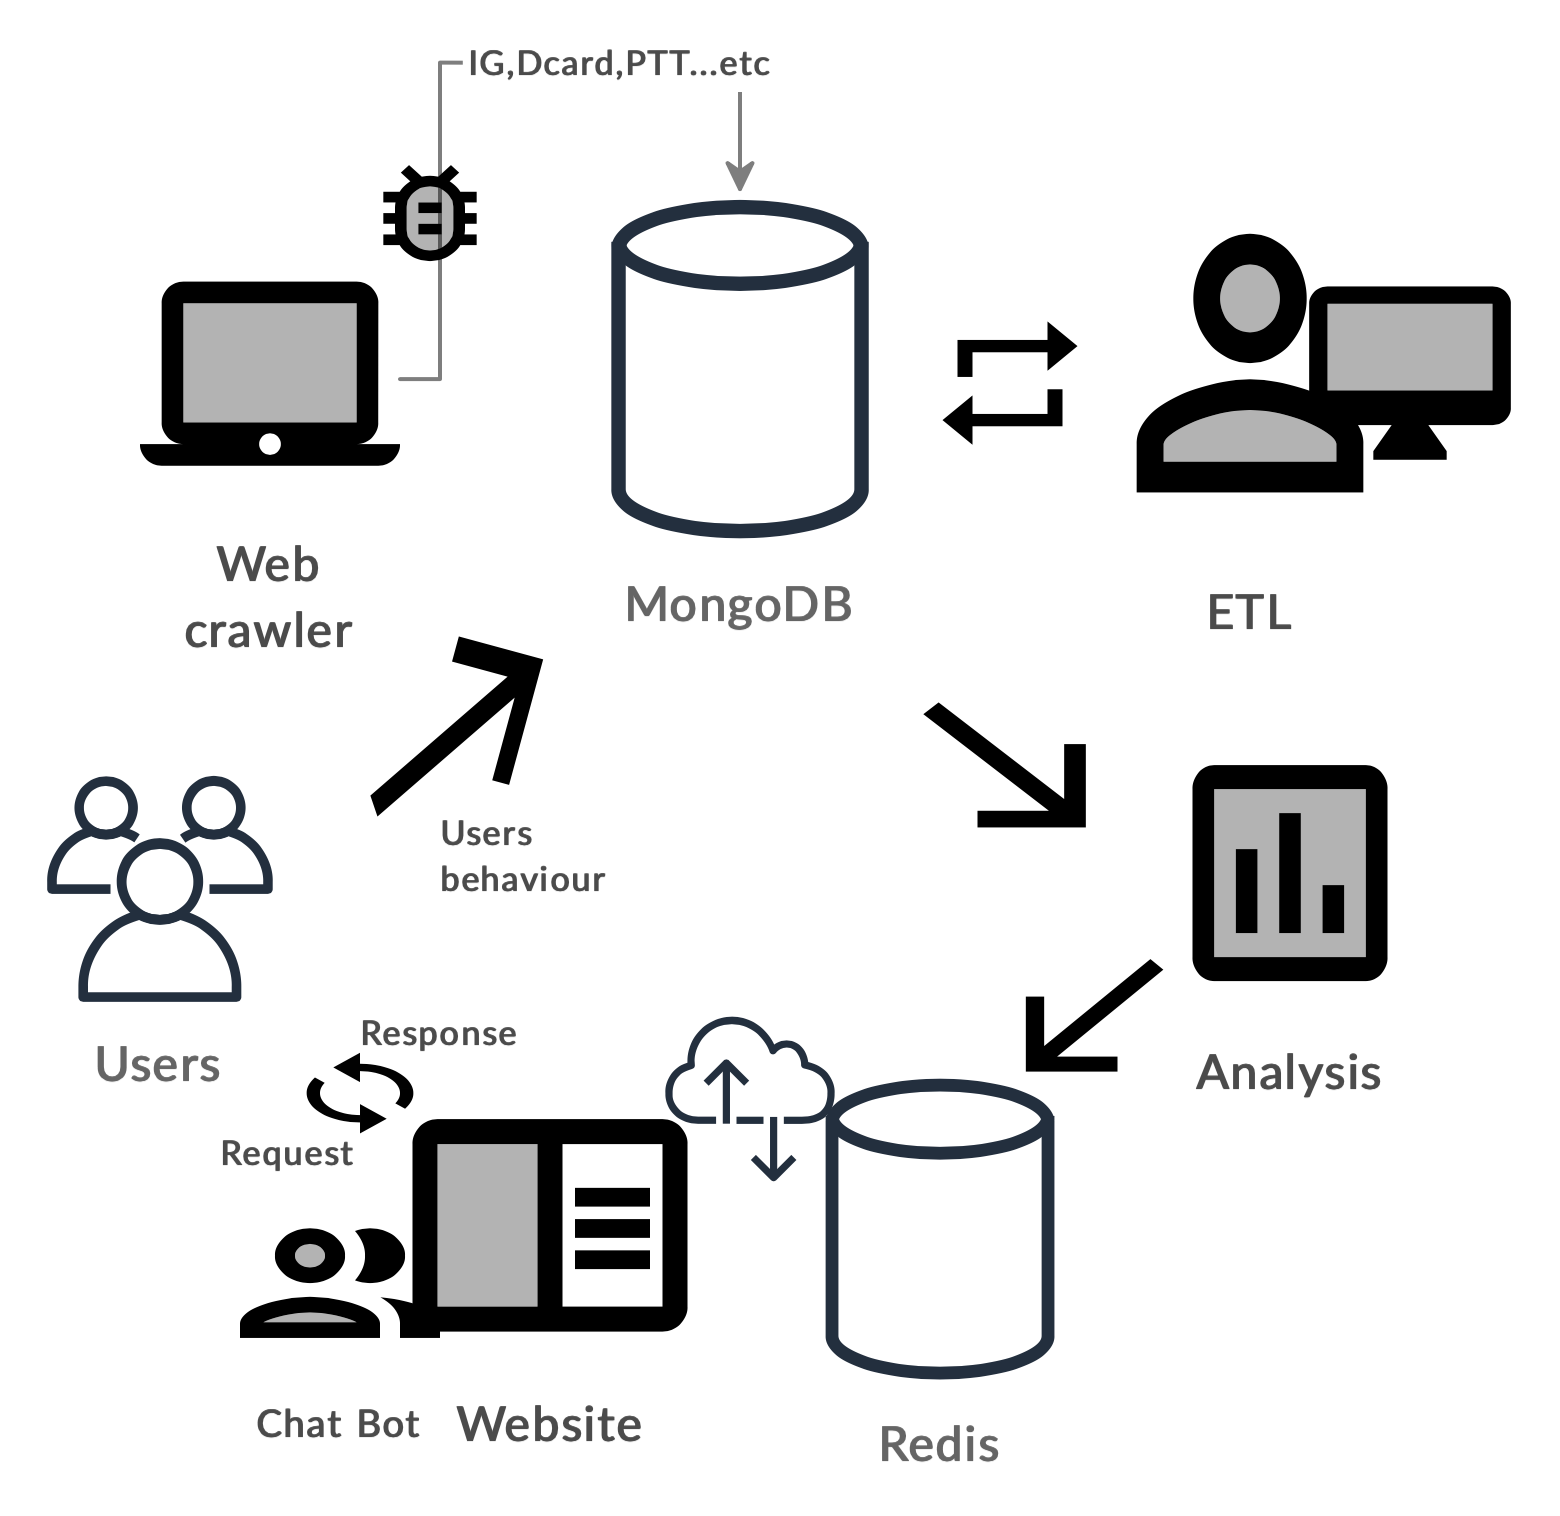 IG,Dcard,PTT...etc
Web
crawler
MongoDB
ETL
Users
behaviour
Users
Response
Request
Analysis
Chat Bot
Website
Redis